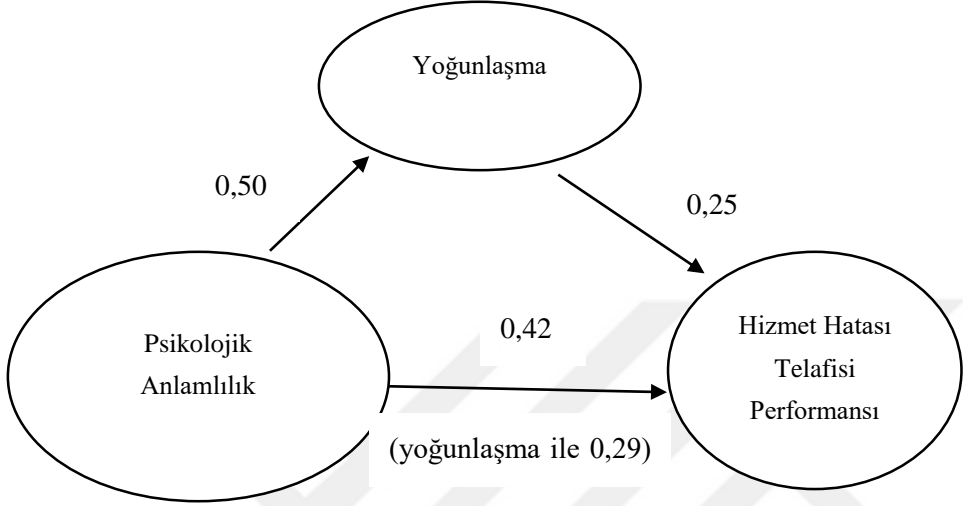 Yoğunlaşma
0,50
0,25
Psikolojik
Anlamlılık
0,42
(yoğunlaşma ile 0,29)
Hizmet Hatası
Telafisi
Performansı